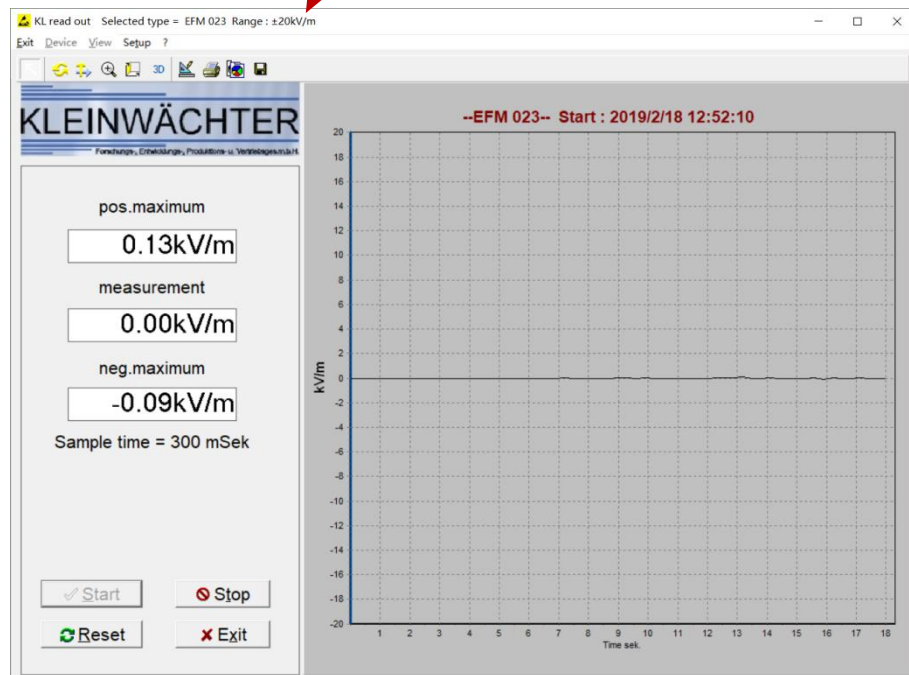 KL read out Selected type = EFM 023 Range : ±20kV/m
Exit Device View Setup ?
3D
KLEINWÄCHTER
Forschungs-, Entwicklungs-, Produktions- u. Vertriebsges.m.b.H.
pos.maximum
0.13kV/m
measurement
0.00kV/m
neg.maximum
-0.09kV/m
Sample time = 300 mSek
Start
Stop
Reset
Exit
--EFM 023-- Start : 2019/2/18 12:52:10
kV/m
20
18
16
14
12
10
8
6
4
2
0
-2
-4
-6
-8
-10
-12
-14
-16
-18
-20
1 2 3 4 5 6 7 8 9 10 11 12 13 14 15 16 17 18
Time sek.